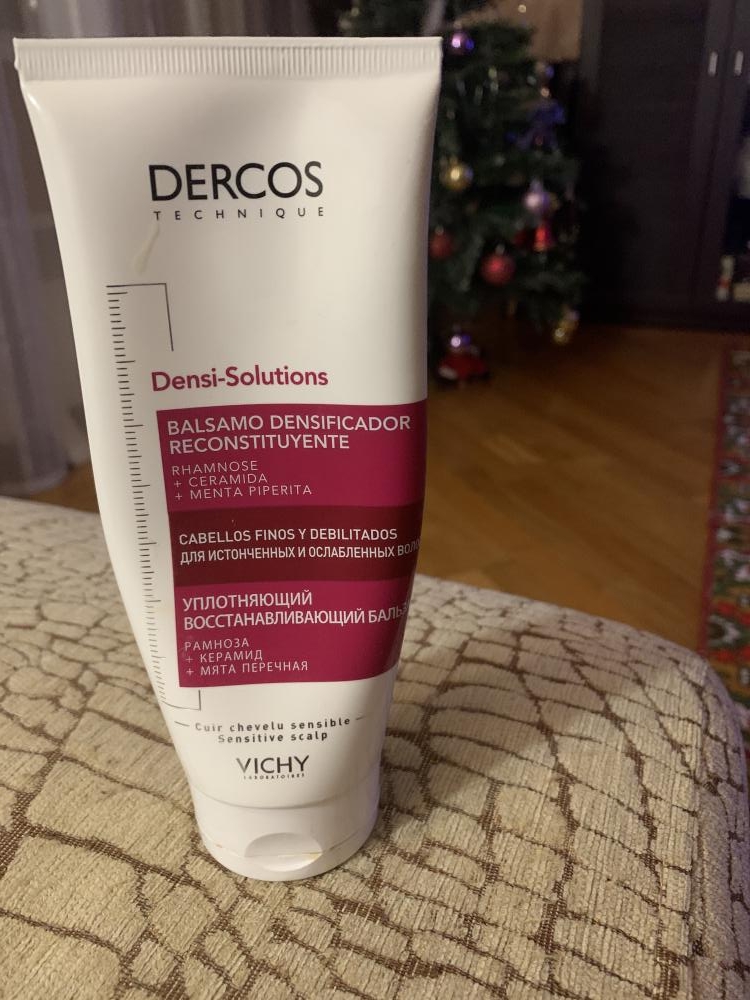 DERCOS
TECHNIQUE
Densi-Solutions
BALSAMO DENSIFICADOR
RECONSTITUYENTE
RHAMNOSE
+ CERAMIDA
+ MENTA PIPERITA
CABELLOS FINOS Y DEBILITADOS
ДЛЯ ИСТОНЧЕННЫХ И ОСЛАБЛЕННЫХ
УПЛОТНЯЮЩИЙ
ВОССТАНАВЛИВАЮЩИЙ
РАМНОЗА
+ КЕРАМИД
+ МЯТА ПЕРЕЧНАЯ
Cuir chevelu sensible
Sensitive scalp
VICHY
LABORATOIRES